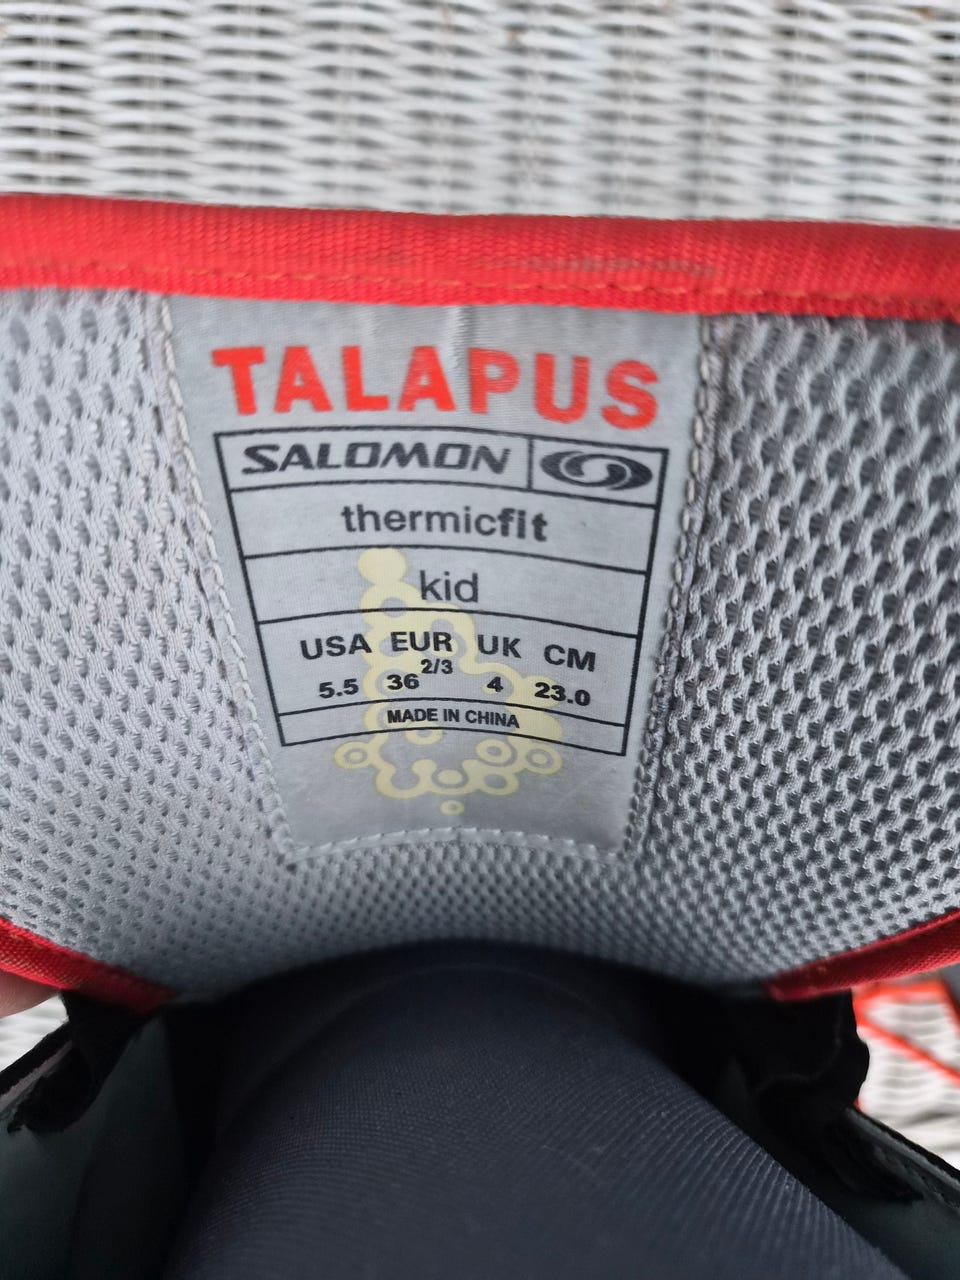 TALAPUS
SALOMON
thermicfit
kid
USA EUR UK CM
5.5 36 2/3 4 23.0
MADE IN CHINA